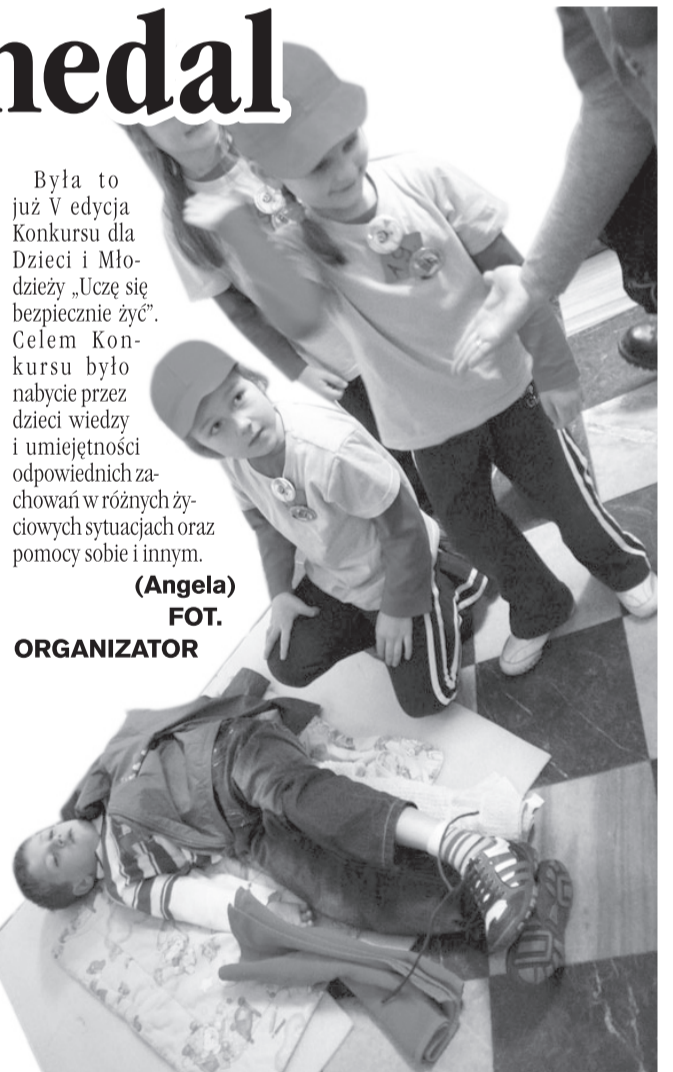 medal
Była to
już V edycja
Konkursu dla
Dzieci i Mło-
dzieży „Uczę się
bezpiecznie żyć”.
Celem Kon-
kursu było
nabycie przez
dzieci wiedzy
i umiejętności
odpowiednich za-
chowań w różnych ży-
ciowych sytuacjach oraz
pomocy sobie i innym.
(Angela)
FOT.
ORGANIZATOR